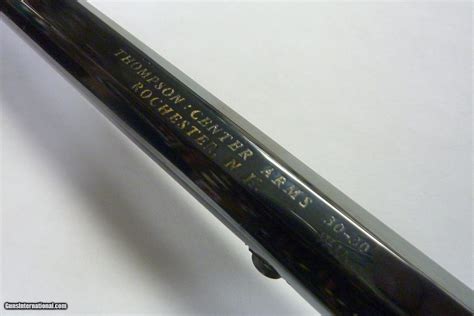 THOMPSON : CENTER ARMS 30-30
ROCHESTER, N. H.
GunsInternational.com